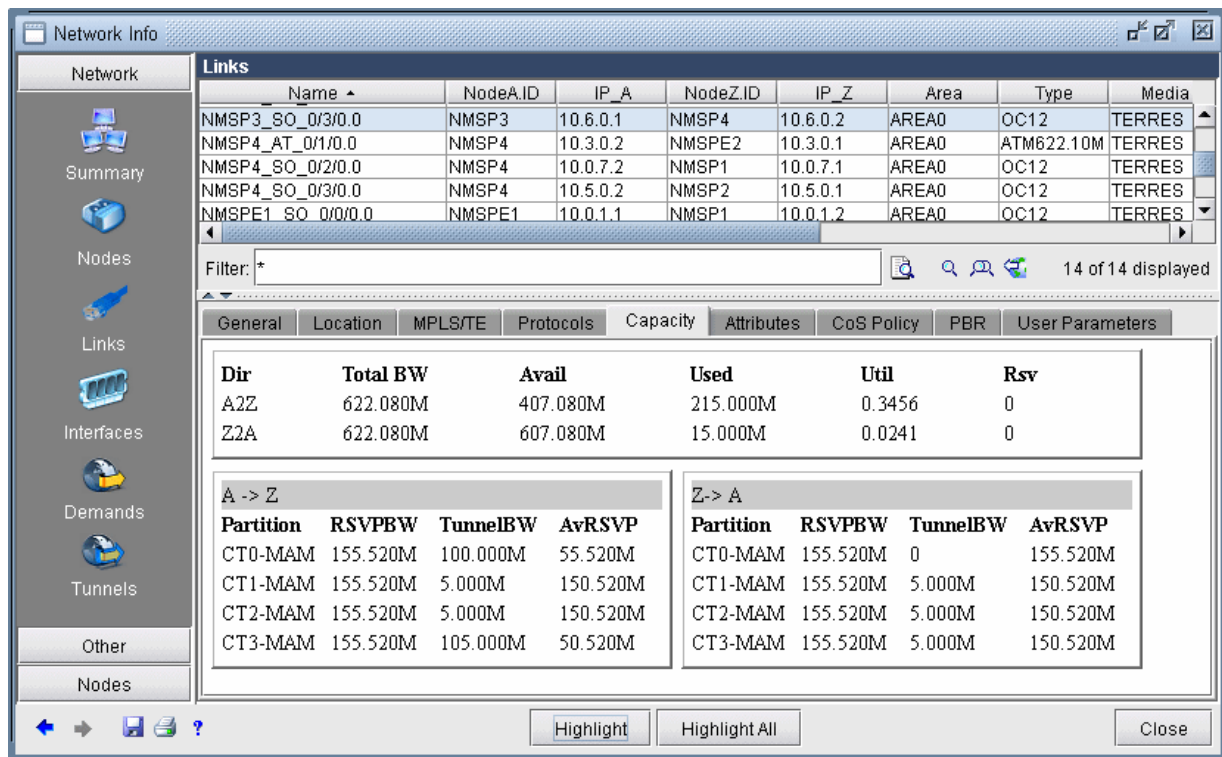 Network Info
Network
Summary
Nodes
Links
Interfaces
Demands
Tunnels
Other
Nodes
Links
Name NodeA.ID IP_A NodeZ.ID IP_Z Area Type Media
NMSP3_SO_0/3/0.0 NMSP3 10.6.0.1 NMSP4 10.6.0.2 AREA0 OC12 TERRES
NMSP4_AT_0/1/0.0 NMSP4 10.3.0.2 NMSPE2 10.3.0.1 AREA0 ATM622.10M TERRES
NMSP4_SO_0/2/0.0 NMSP4 10.0.7.2 NMSP1 10.0.7.1 AREA0 OC12 TERRES
NMSP4_SO_0/3/0.0 NMSP4 10.5.0.2 NMSP2 10.5.0.1 AREA0 OC12 TERRES
NMSPE1_SO_0/0/0.0 NMSPE1 10.0.1.1 NMSP1 10.0.1.2 AREA0 OC12 TERRES
Filter: * 14 of 14 displayed
General Location MPLS/TE Protocols Capacity Attributes CoS Policy PBR User Parameters
Dir Total BW Avail Used Util Rsv
A2Z 622.080M 407.080M 215.000M 0.3456 0
Z2A 622.080M 607.080M 15.000M 0.0241 0
A -> Z
Partition RSVPBW TunnelBW AvRSVP
CT0-MAM 155.520M 100.000M 55.520M
CT1-MAM 155.520M 5.000M 150.520M
CT2-MAM 155.520M 5.000M 150.520M
CT3-MAM 155.520M 105.000M 50.520M
Z-> A
Partition RSVPBW TunnelBW AvRSVP
CT0-MAM 155.520M 0 155.520M
CT1-MAM 155.520M 5.000M 150.520M
CT2-MAM 155.520M 5.000M 150.520M
CT3-MAM 155.520M 5.000M 150.520M
? Highlight Highlight All Close